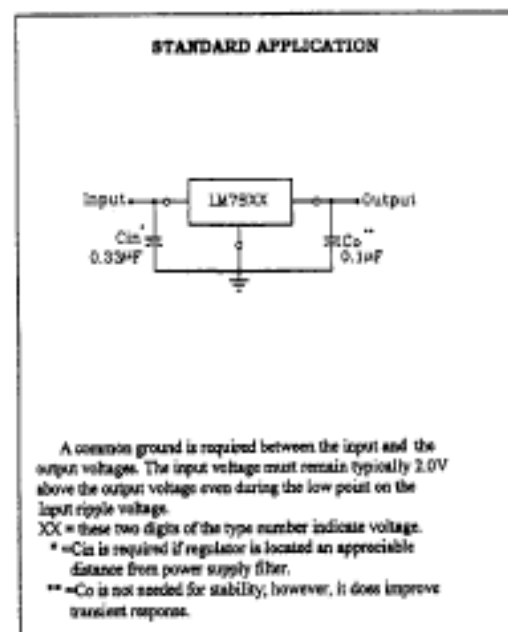 STANDARD APPLICATION
Input
LM78XX
Output
Cin*
0.33µF
Co**
0.1µF
A common ground is required between the input and the
output voltages. The input voltage must remain typically 2.0V
above the output voltage even during the low point on the
Input ripple voltage.
XX = these two digits of the type number indicate voltage.
* =Cin is required if regulator is located an appreciable
distance from power supply filter.
** =Co is not needed for stability; however, it does improve
transient response.